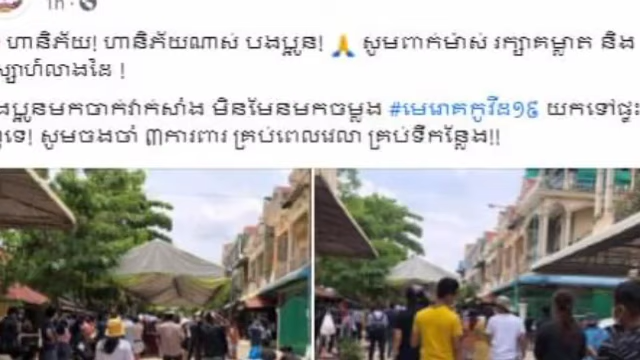 1h
ហានិភ័យ! ហានិភ័យណាស់ បងប្អូន! 🙏 សូមពាក់ម៉ាស់ រក្សាគម្លាត និង
ហំលាងដៃ !
ប្អូនមកចាក់វ៉ាក់សាំង មិនមែនមកចម្លង #មេរោគកូវីដ១៩ យកទៅផ្ទះ
ទេ! សូមចងចាំ ៣ការពារ គ្រប់ពេលវេលា គ្រប់ទីកន្លែង!!